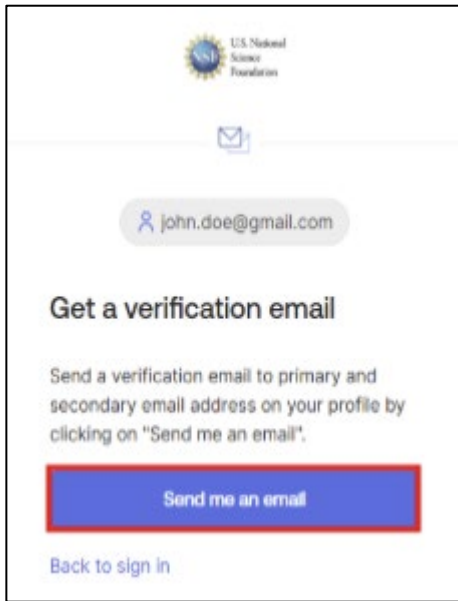 NSF
U.S. National
Science
Foundation
john.doe@gmail.com
Get a verification email
Send a verification email to primary and
secondary email address on your profile by
clicking on "Send me an email".
Send me an email
Back to sign in